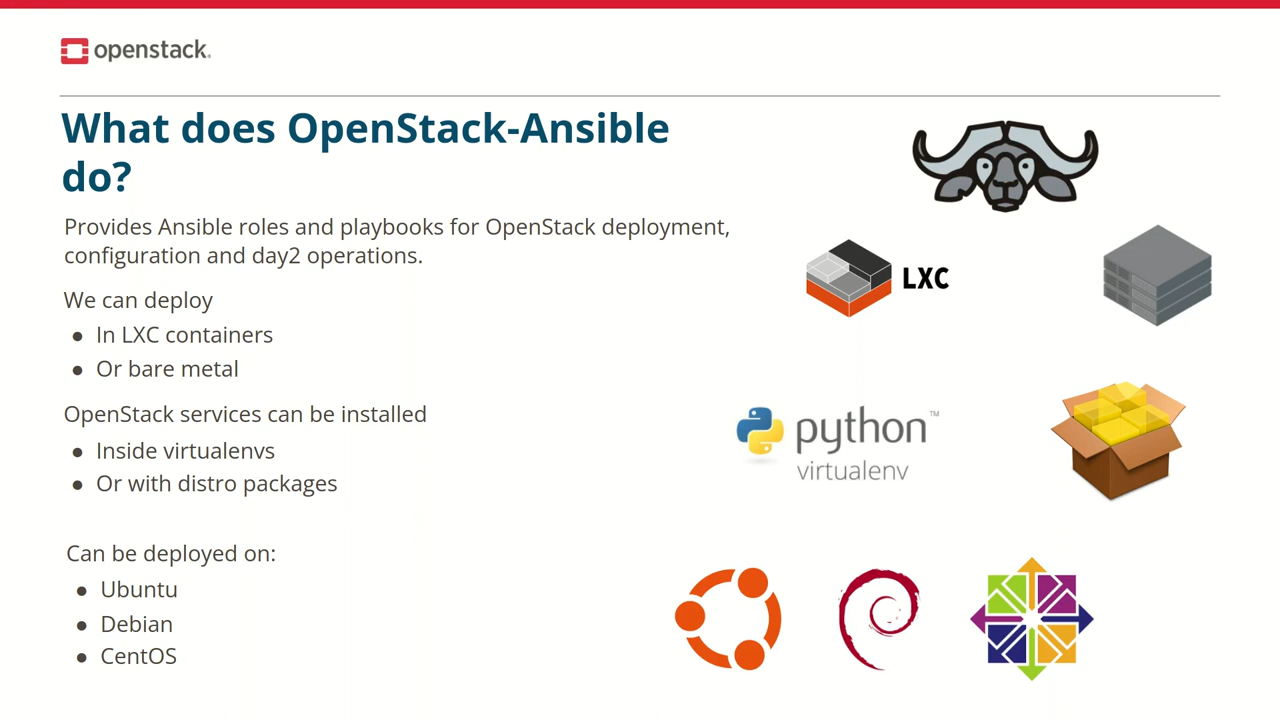 openstack.
What does OpenStack-Ansible
do?
Provides Ansible roles and playbooks for OpenStack deployment,
configuration and day2 operations.
We can deploy
● In LXC containers
● Or bare metal
LXC
OpenStack services can be installed
● Inside virtualenvs
● Or with distro packages
python™
virtualenv
Can be deployed on:
● Ubuntu
● Debian
● CentOS